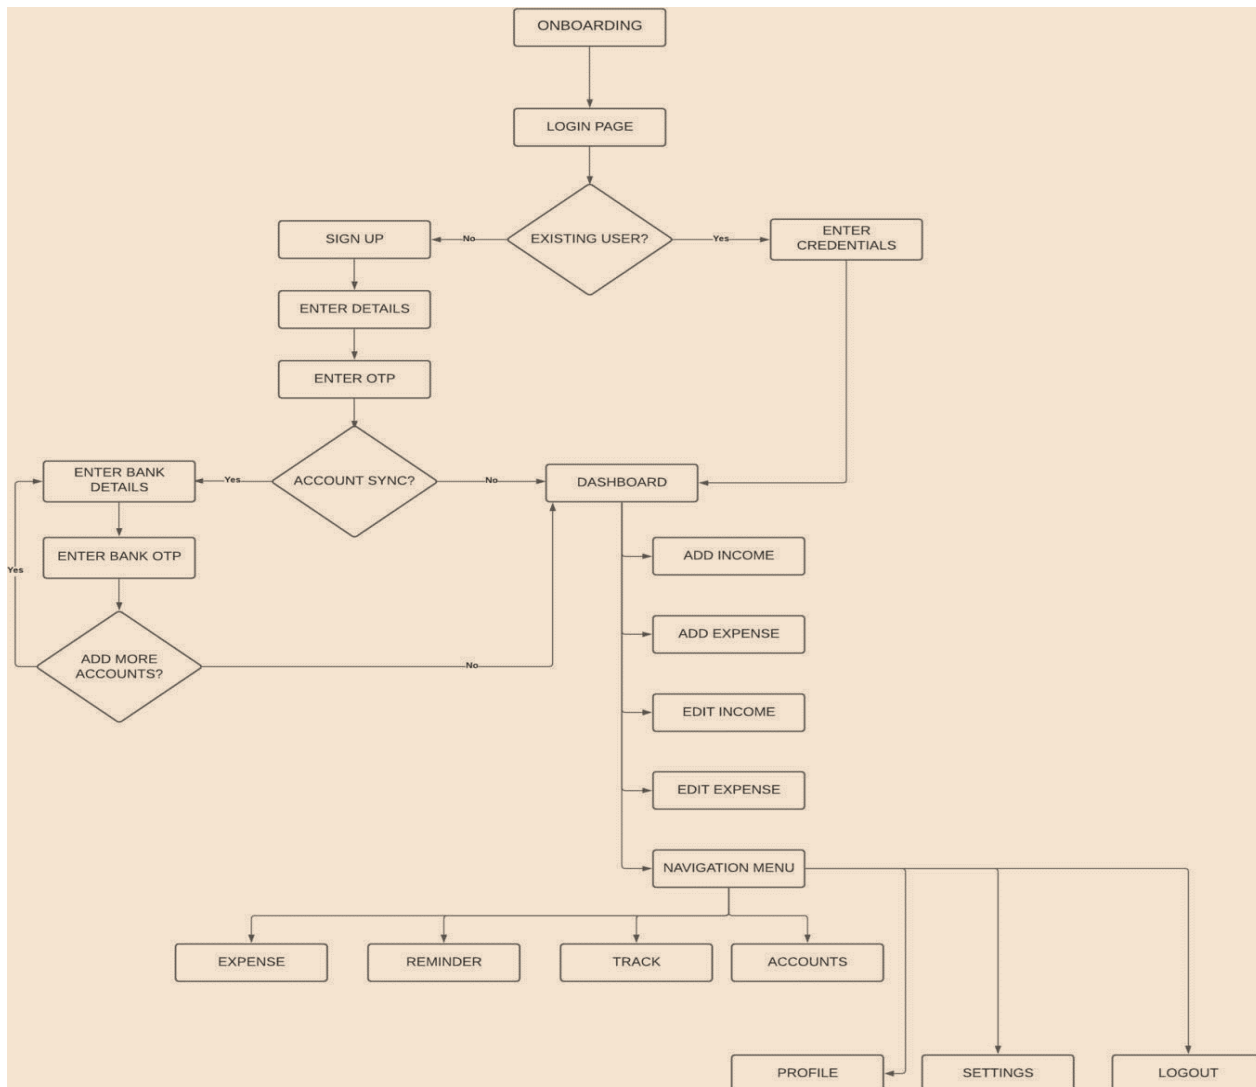 ONBOARDING
LOGIN PAGE
EXISTING USER?
No
Yes
SIGN UP
ENTER
CREDENTIALS
ENTER DETAILS
ENTER OTP
ACCOUNT SYNC?
Yes
No
ENTER BANK
DETAILS
DASHBOARD
ENTER BANK OTP
Yes
ADD MORE
ACCOUNTS?
No
ADD INCOME
ADD EXPENSE
EDIT INCOME
EDIT EXPENSE
NAVIGATION MENU
EXPENSE
REMINDER
TRACK
ACCOUNTS
PROFILE
SETTINGS
LOGOUT